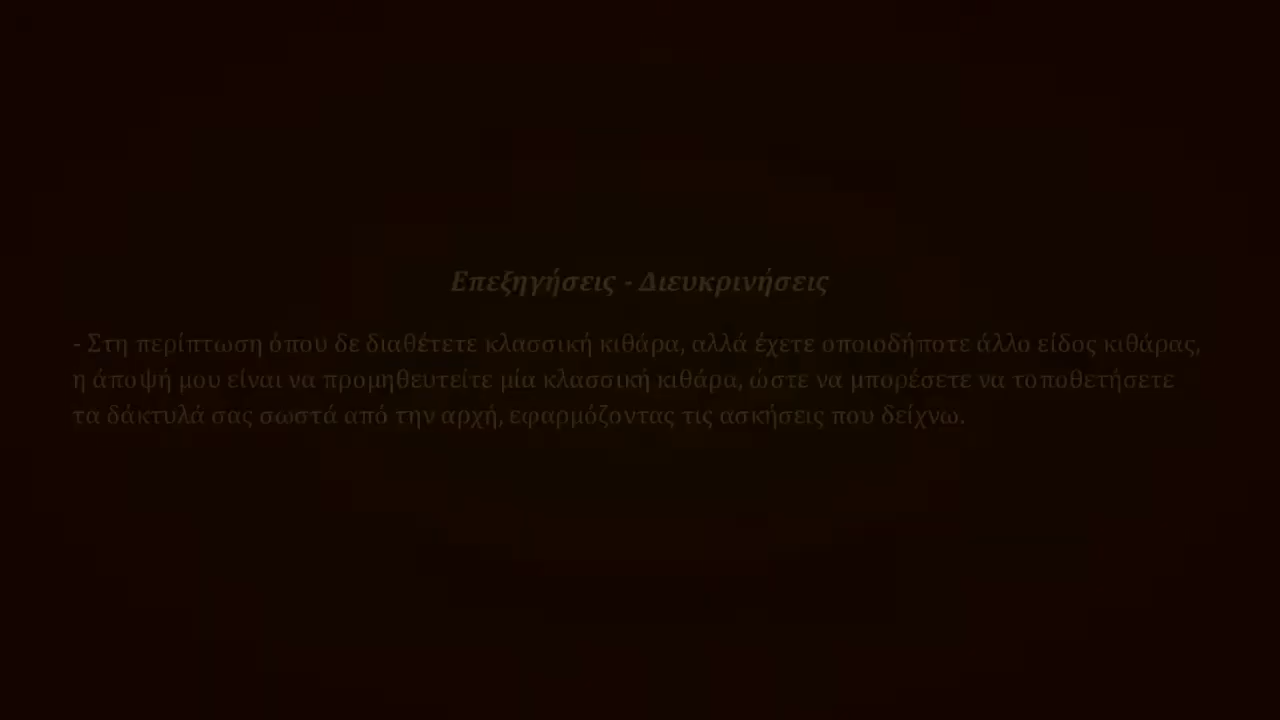 Επεξηγήσεις - Διευκρινήσεις
- Στη περίπτωση όπου δε διαθέτετε κλασσική κιθάρα, αλλά έχετε οποιοδήποτε άλλο είδος κιθάρας,
η άποψή μου είναι να προμηθευτείτε μία κλασσική κιθάρα, ώστε να μπορέσετε να τοποθετήσετε
τα δάκτυλά σας σωστά από την αρχή, εφαρμόζοντας τις ασκήσεις που δείχνω.